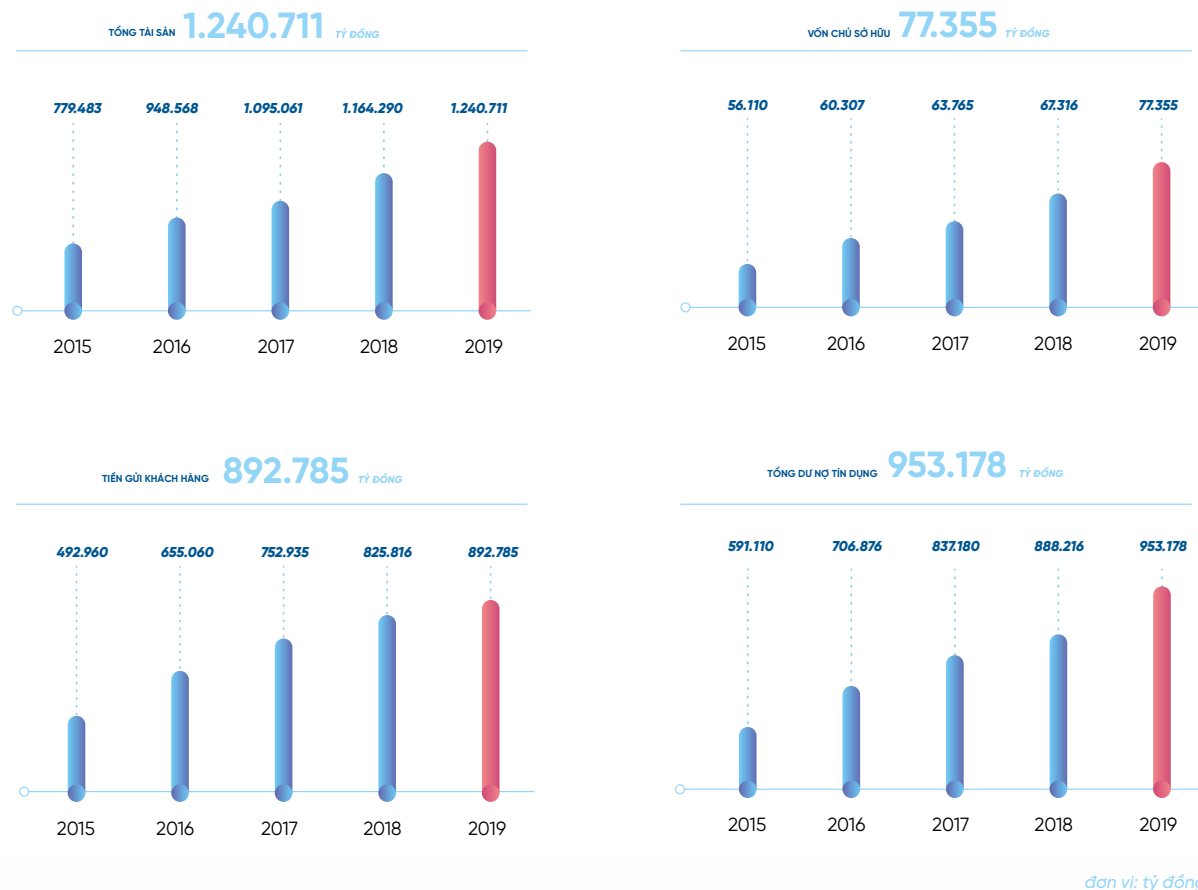 TỔNG TÀI SẢN 1.240.711 TỶ ĐỒNG
779.483 948.568 1.095.061 1.164.290 1.240.711
2015 2016 2017 2018 2019
VỐN CHỦ SỞ HỮU 77.355 TỶ ĐỒNG
56.110 60.307 63.765 67.316 77.355
2015 2016 2017 2018 2019
TIỀN GỬI KHÁCH HÀNG 892.785 TỶ ĐỒNG
492.960 655.060 752.935 825.816 892.785
2015 2016 2017 2018 2019
TỔNG DƯ NỢ TÍN DỤNG 953.178 TỶ ĐỒNG
591.110 706.876 837.180 888.216 953.178
2015 2016 2017 2018 2019
đơn vị: tỷ đồng